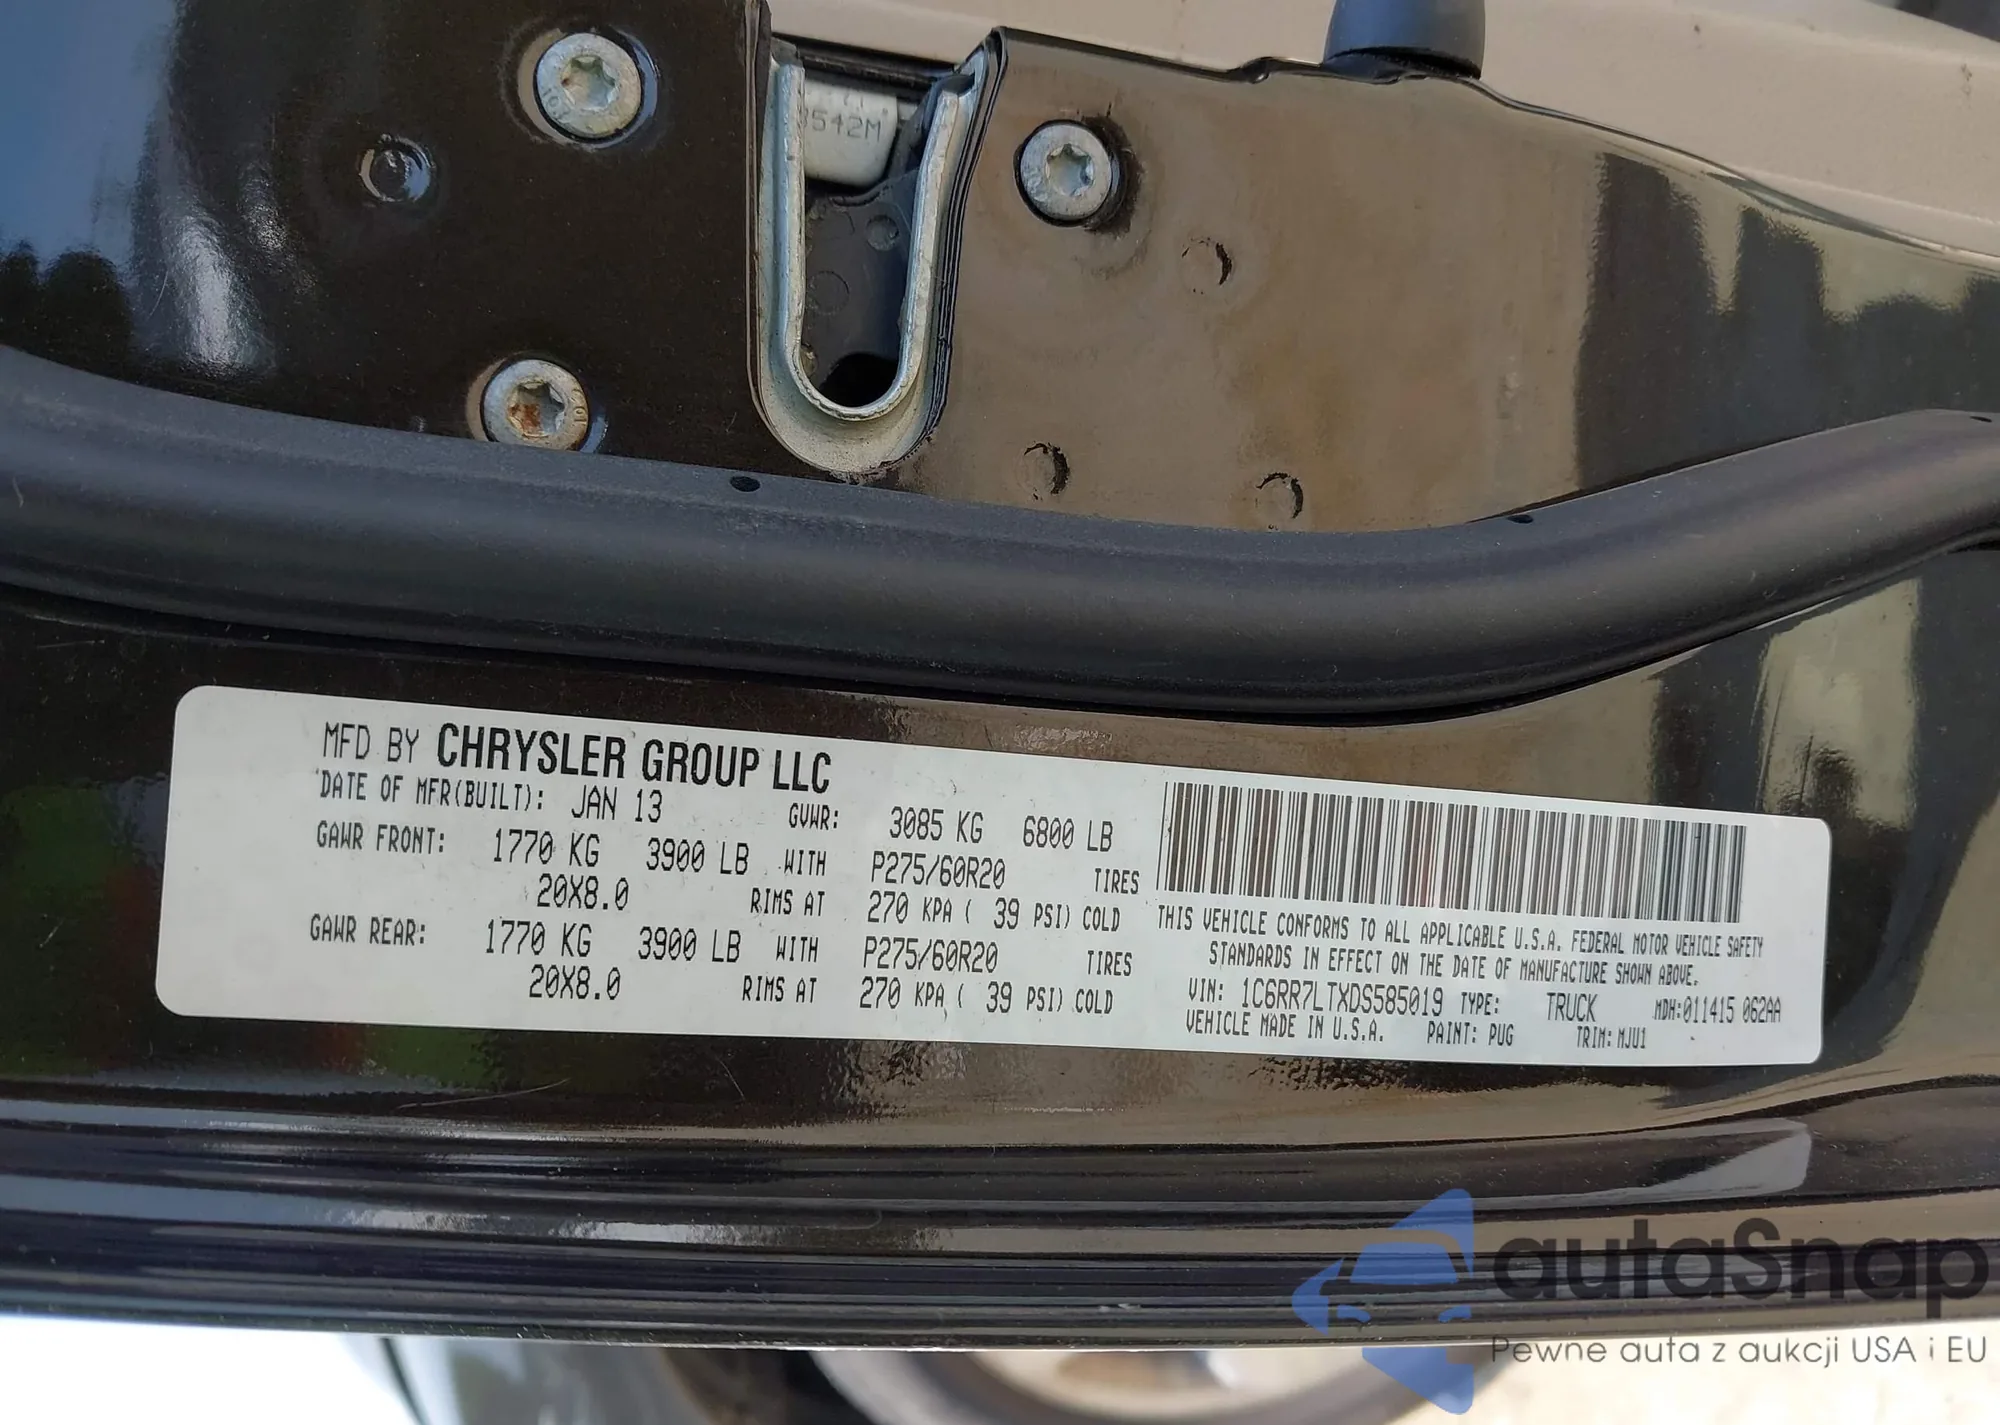 3542M
MFD BY CHRYSLER GROUP LLC
DATE OF MFR(BUILT): JAN 13 GVWR: 3085 KG 6800 LB
GAWR FRONT: 1770 KG 3900 LB WITH P275/60R20 TIRES
20X8.0 RIMS AT 270 KPA ( 39 PSI) COLD
GAWR REAR: 1770 KG 3900 LB WITH P275/60R20 TIRES
20X8.0 RIMS AT 270 KPA ( 39 PSI) COLD
THIS VEHICLE CONFORMS TO ALL APPLICABLE U.S.A. FEDERAL MOTOR VEHICLE SAFETY
STANDARDS IN EFFECT ON THE DATE OF MANUFACTURE SHOWN ABOVE.
VIN: 1C6RR7LTXDS585019 TYPE: TRUCK MDH:011415 062AA
VEHICLE MADE IN U.S.A. PAINT: PUG TRIM: MJU1
autaSnap
Pewne auta z aukcji USA i EU